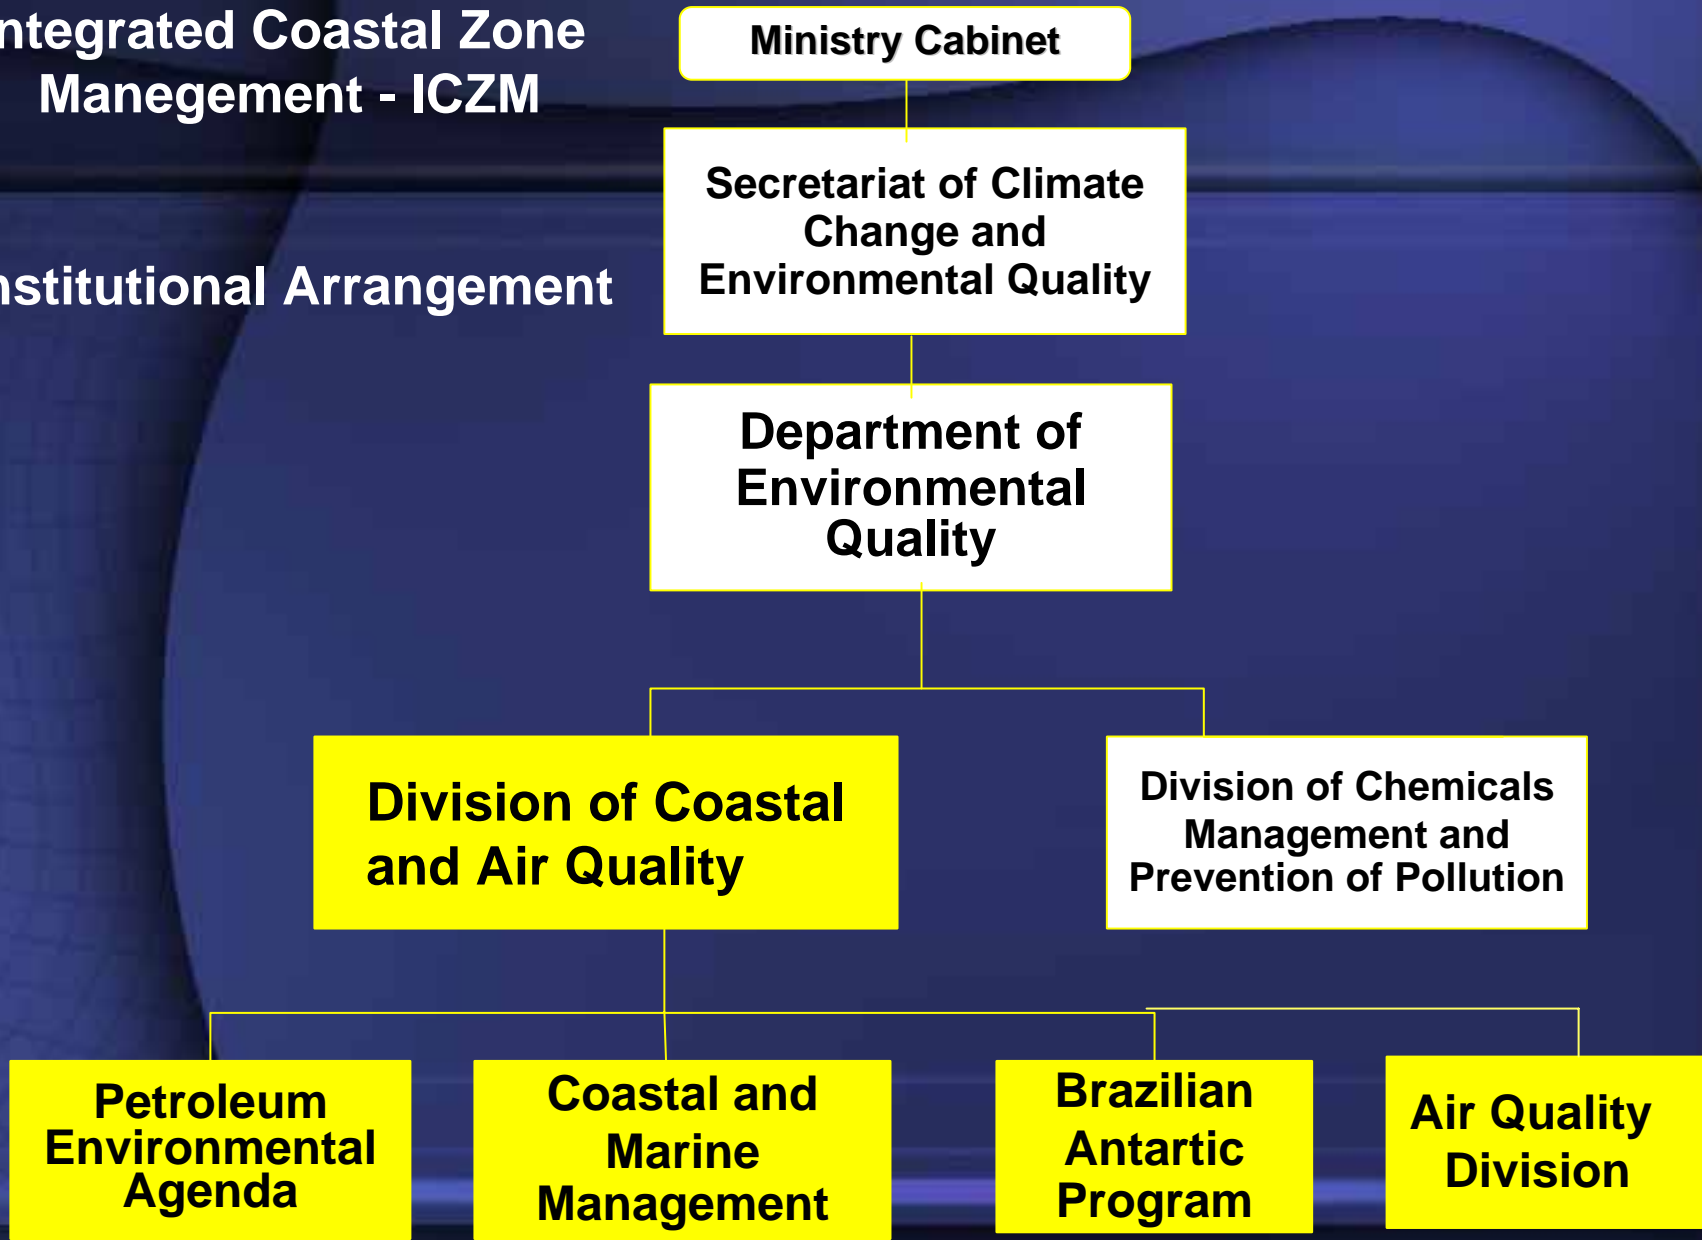 ntegrated Coastal Zone
Manegement - ICZM
nstitutional Arrangement
Ministry Cabinet
Secretariat of Climate
Change and
Environmental Quality
Department of
Environmental
Quality
Division of Coastal
and Air Quality
Division of Chemicals
Management and
Prevention of Pollution
Petroleum
Environmental
Agenda
Coastal and
Marine
Management
Brazilian
Antartic
Program
Air Quality
Division